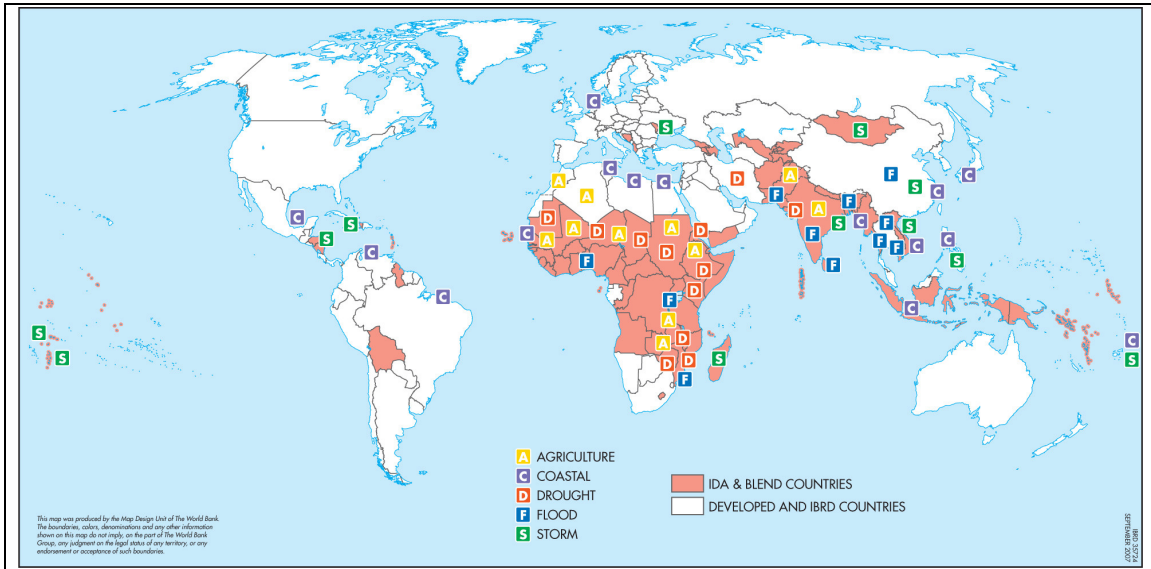 C
S S
C
A C C D A F C
S C
A F F
D A
C D S C F S
S A D A D
C A F
S A D F C
F C
C D A
F S F
D
D
C F C
A
S D C A
S D D S S
F
A AGRICULTURE
C COASTAL
D DROUGHT
F FLOOD
S STORM
IDA & BLEND COUNTRIES
DEVELOPED AND IBRD COUNTRIES
This map was produced by the Map Design Unit of The World Bank.
The boundaries, colors, denominations and any other information
shown on this map do not imply, on the part of The World Bank
Group, any judgment on the legal status of any territory, or any
endorsement or acceptance of such boundaries.
IBRD 35724
SEPTEMBER 2007